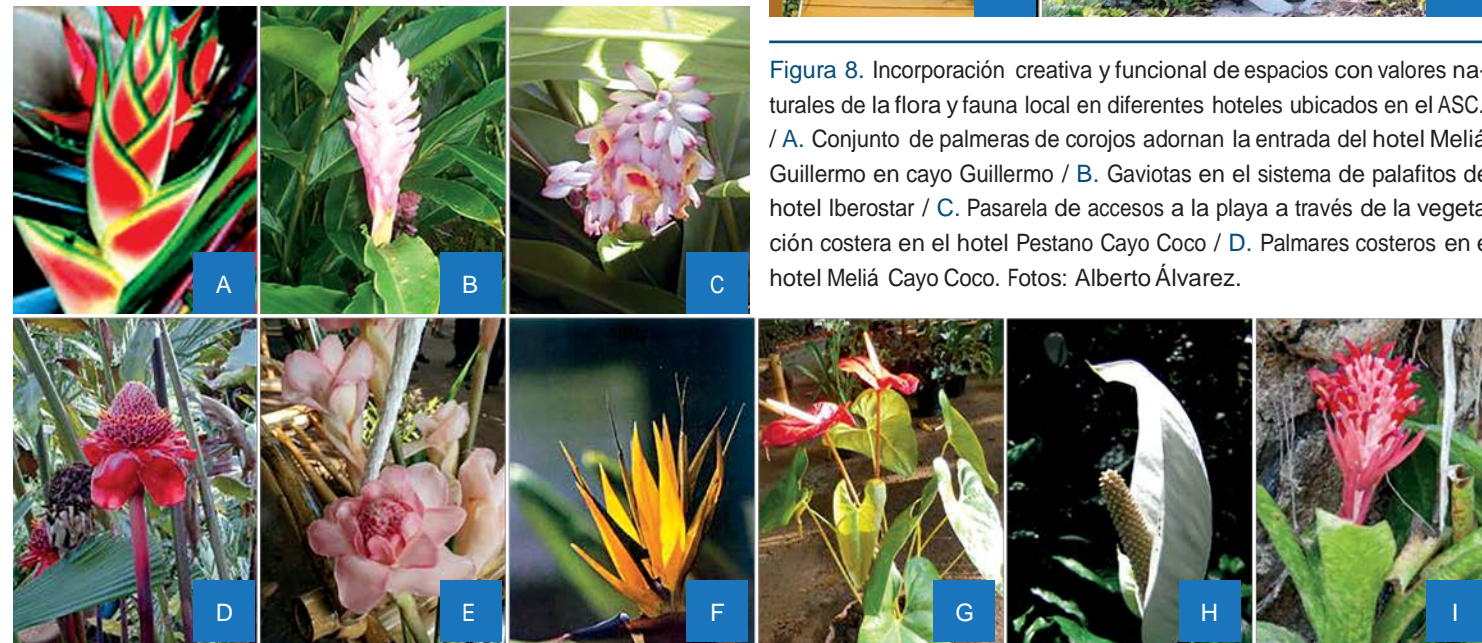 A
B
C
Figura 8. Incorporación creativa y funcional de espacios con valores na-
turales de la flora y fauna local en diferentes hoteles ubicados en el ASC.
/ A. Conjunto de palmeras de corojos adornan la entrada del hotel Meliá
Guillermo en cayo Guillermo / B. Gaviotas en el sistema de palafitos de
hotel Iberostar / C. Pasarela de accesos a la playa a través de la vegeta
ción costera en el hotel Pestano Cayo Coco / D. Palmares costeros en e
hotel Meliá Cayo Coco. Fotos: Alberto Álvarez.
D
E
F
G
H
I